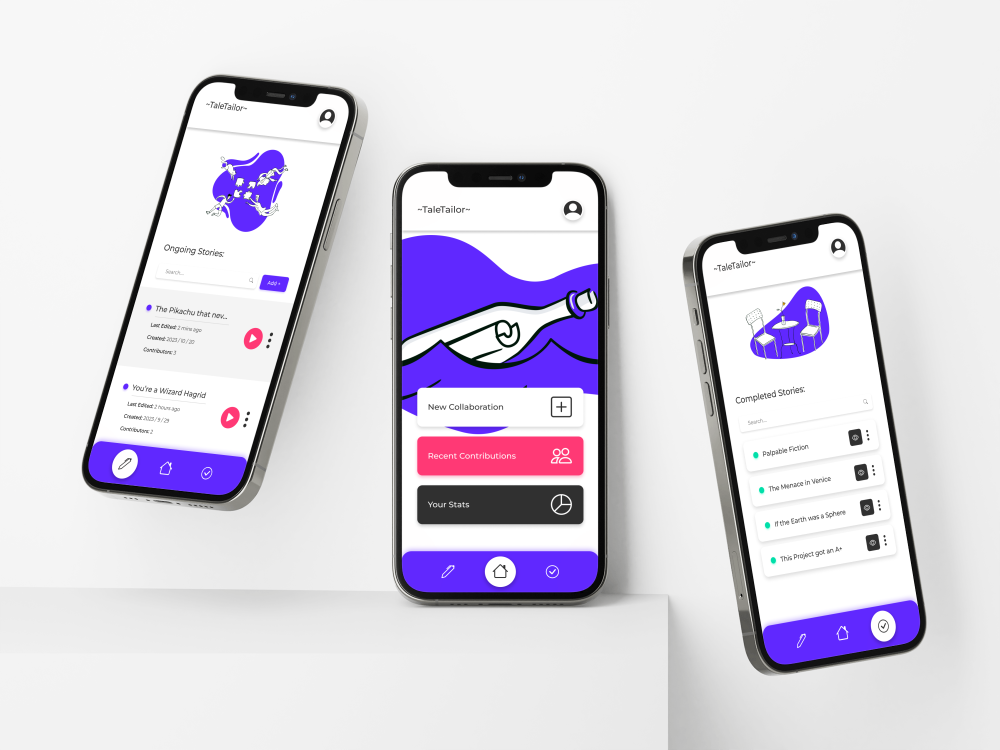 ~TaleTailor~
Ongoing Stories:
Search...
Add +
The Pikachu that nev...
Last Edited: 2 mins ago
Created: 2023 / 10 / 20
Contributors: 3
You're a Wizard Hagrid
Last Edited: 2 hours ago
Created: 2023 / 9 / 29
Contributors: 2
~TaleTailor~
New Collaboration
Recent Contributions
Your Stats
~TaleTailor~
Completed Stories:
Search...
Palpable Fiction
The Menace in Venice
If the Earth was a Sphere
This Project got an A+